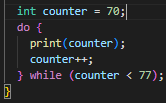 int counter = 70;
do {
print(counter);
counter++;
} while (counter < 77);
}